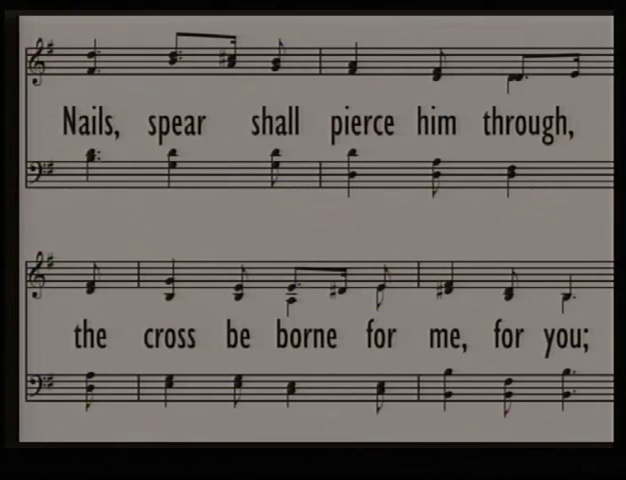 Nails, spear shall pierce him through,
the cross be borne for me, for you;